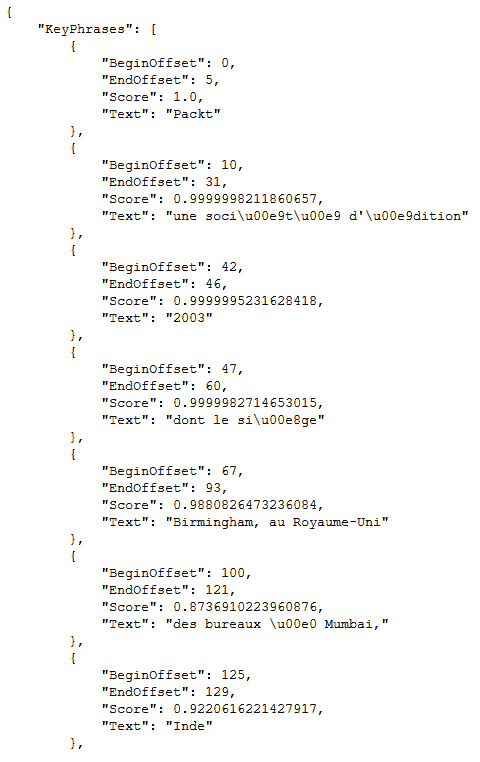 {
    "KeyPhrases": [
        {
            "BeginOffset": 0,
            "EndOffset": 5,
            "Score": 1.0,
            "Text": "Packt"
        },
        {
            "BeginOffset": 10,
            "EndOffset": 31,
            "Score": 0.9999998211860657,
            "Text": "une soci\u00e9t\u00e9 d'\u00e9dition"
        },
        {
            "BeginOffset": 42,
            "EndOffset": 46,
            "Score": 0.9999995231628418,
            "Text": "2003"
        },
        {
            "BeginOffset": 47,
            "EndOffset": 60,
            "Score": 0.9999982714653015,
            "Text": "dont le si\u00e8ge"
        },
        {
            "BeginOffset": 67,
            "EndOffset": 93,
            "Score": 0.9880826473236084,
            "Text": "Birmingham, au Royaume-Uni"
        },
        {
            "BeginOffset": 100,
            "EndOffset": 121,
            "Score": 0.8736910223960876,
            "Text": "des bureaux \u00e0 Mumbai,"
        },
        {
            "BeginOffset": 125,
            "EndOffset": 129,
            "Score": 0.9220616221427917,
            "Text": "Inde"
        },